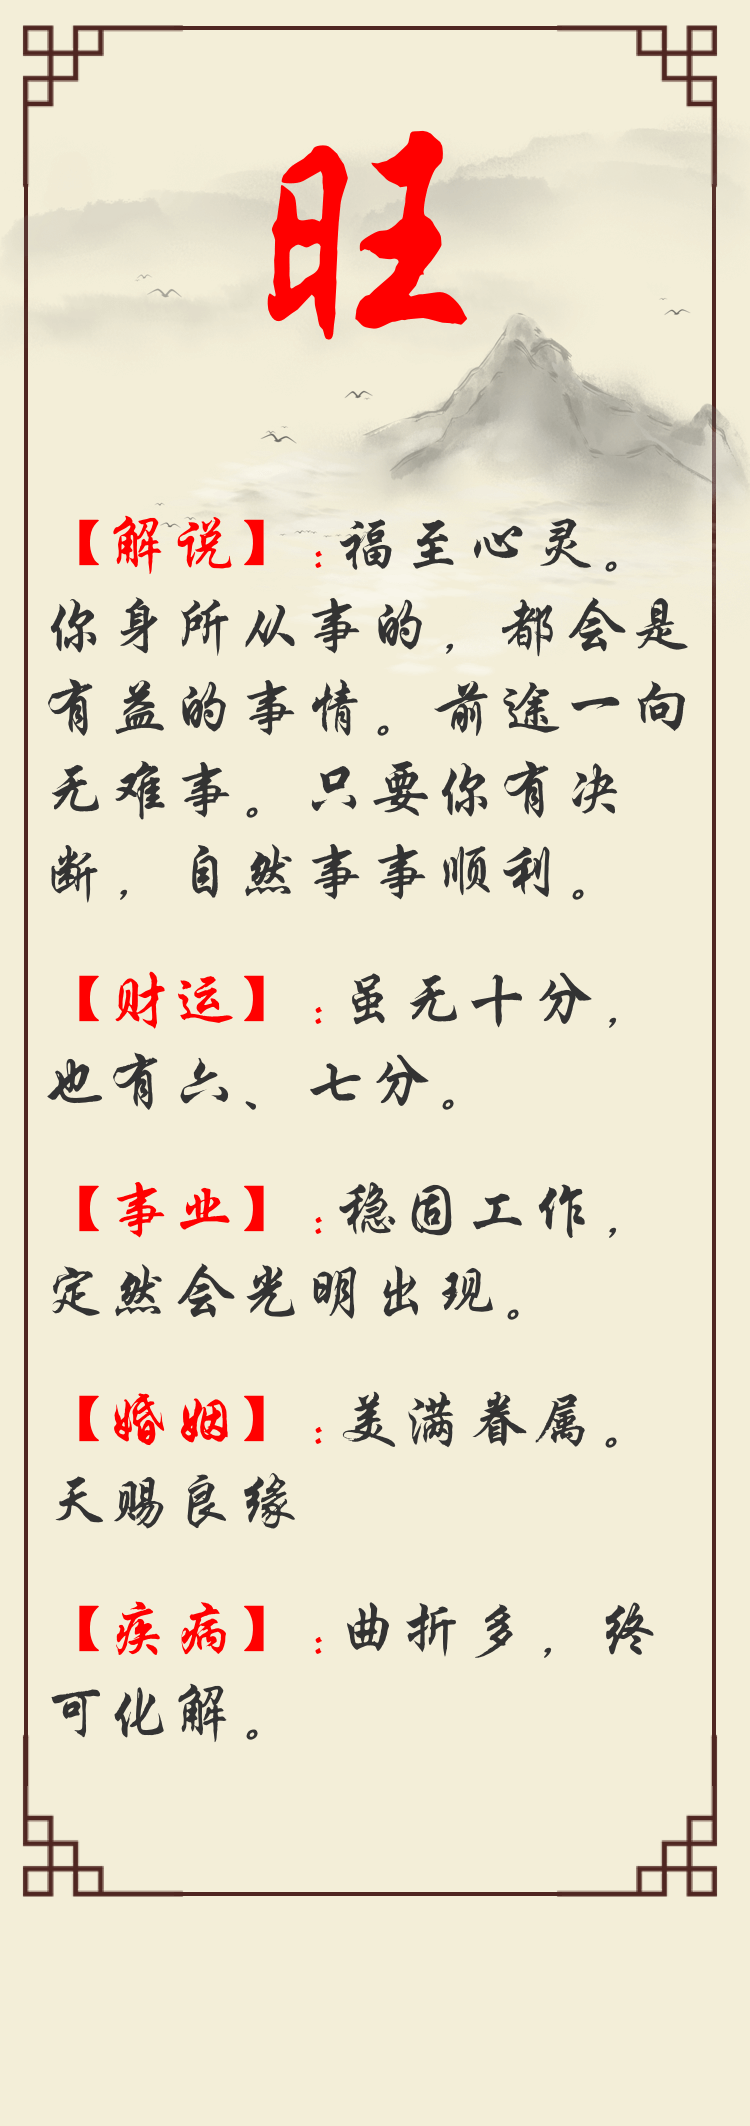 旺
【解说】:福至心灵。
你身所从事的,都会是
有益的事情。前途一向
无难事。只要你有决
断,自然事事顺利。
【财运】:虽无十分,
也有六、七分。
【事业】:稳固工作,
定然会光明出现。
【婚姻】:美满眷属。
天赐良缘
【疾病】:曲折多,终
可化解。